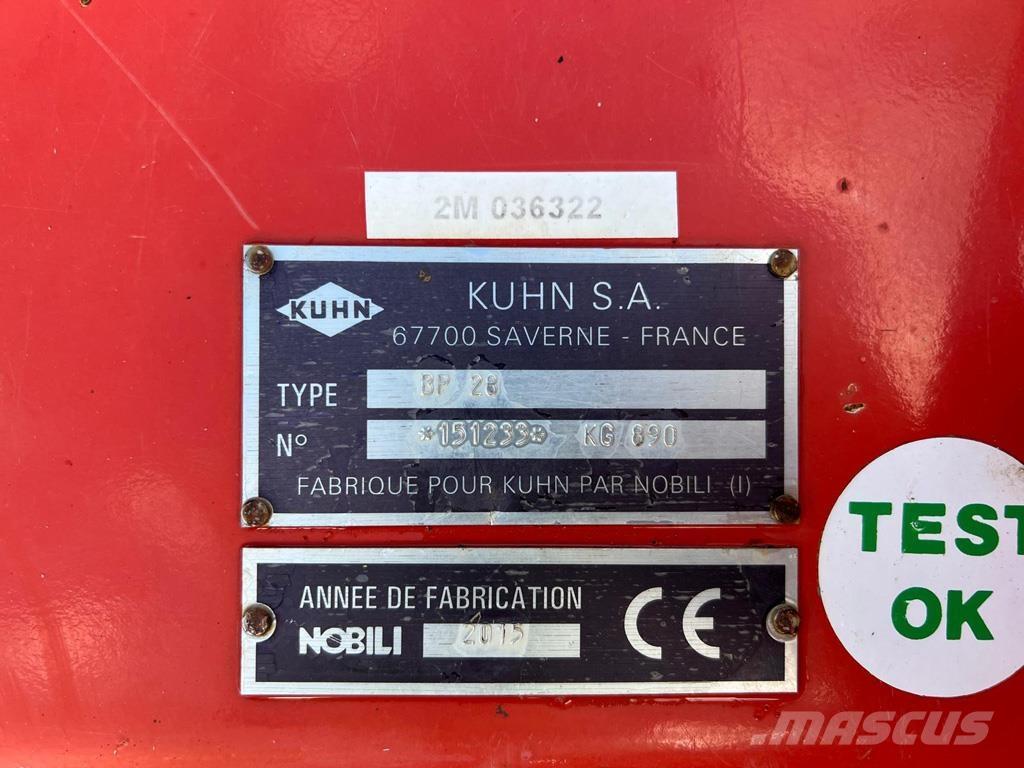 2M 036322
KUHN
KUHN S.A.
67700 SAVERNE - FRANCE
TYPE BP 28
N° *151233* KG 890
FABRIQUE POUR KUHN PAR NOBILI (I)
ANNEE DE FABRICATION
NOBILI 2015
CE
TEST
OK
MASCUS